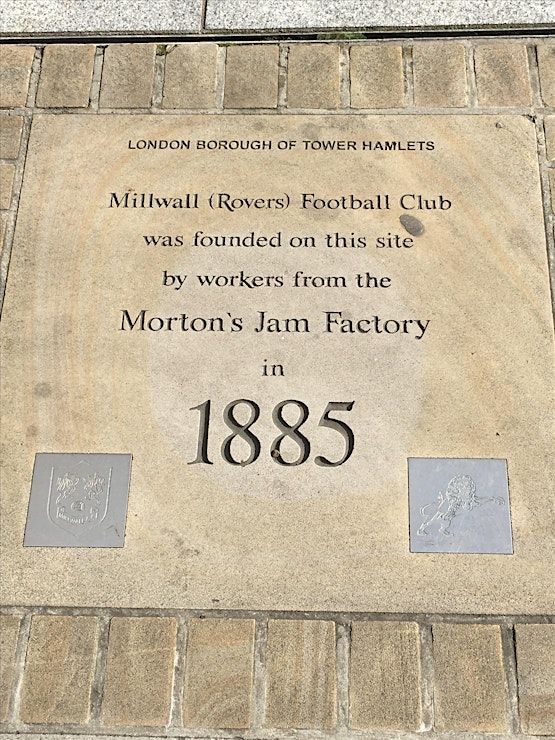 LONDON BOROUGH OF TOWER HAMLETS
Millwall (Rovers) Football Club
was founded on this site
by workers from the
Morton's Jam Factory
in
1885